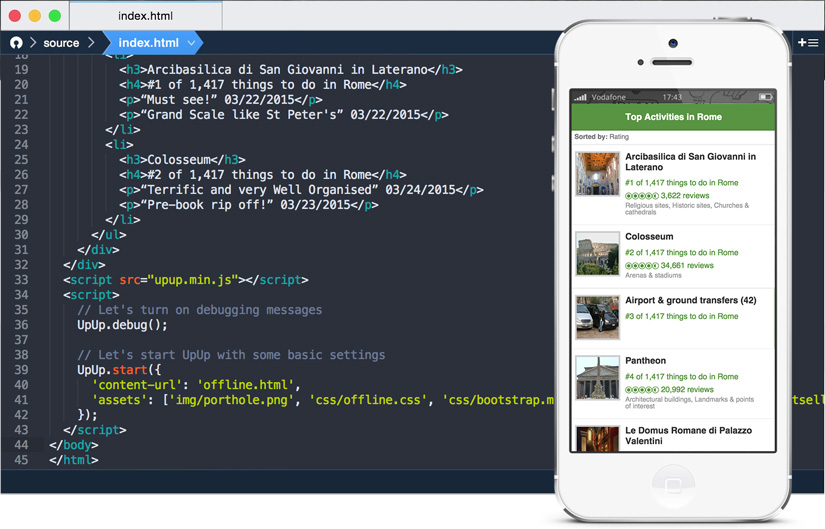 index.html
source
index.html
18 <li>
19 <h3>Arcibasilica di San Giovanni in Laterano</h3>
20 <h4>#1 of 1,417 things to do in Rome</h4>
21 <p>“Must see!” 03/22/2015</p>
22 <p>“Grand Scale like St Peter's” 03/22/2015</p>
23 </li>
24 <li>
25 <h3>Colosseum</h3>
26 <h4>#2 of 1,417 things to do in Rome</h4>
27 <p>“Terrific and very Well Organised” 03/24/2015</p>
28 <p>“Pre-book rip off!” 03/23/2015</p>
29 </li>
30 </ul>
31 </div>
32 </div>
33 <script src="upup.min.js"></script>
34 <script>
35 // Let's turn on debugging messages
36 UpUp.debug();
37
38 // Let's start UpUp with some basic settings
39 UpUp.start({
40 'content-url': 'offline.html',
41 'assets': ['img/porthole.png', 'css/offline.css', 'css/bootstrap.m
42 });
43 </script>
44 </body>
45 </html>
Vodafone 17:43
Top Activities in Rome
Sorted by: Rating
Arcibasilica di San Giovanni in
Laterano
#1 of 1,417 things to do in Rome
3,622 reviews
Religious sites, Historic sites, Churches &
cathedrals
Colosseum
#2 of 1,417 things to do in Rome
34,661 reviews
Arenas & stadiums
Airport & ground transfers (42)
#3 of 1,417 things to do in Rome
Pantheon
#4 of 1,417 things to do in Rome
20,992 reviews
Architectural buildings, Landmarks & points
of interest
Le Domus Romane di Palazzo
Valentini